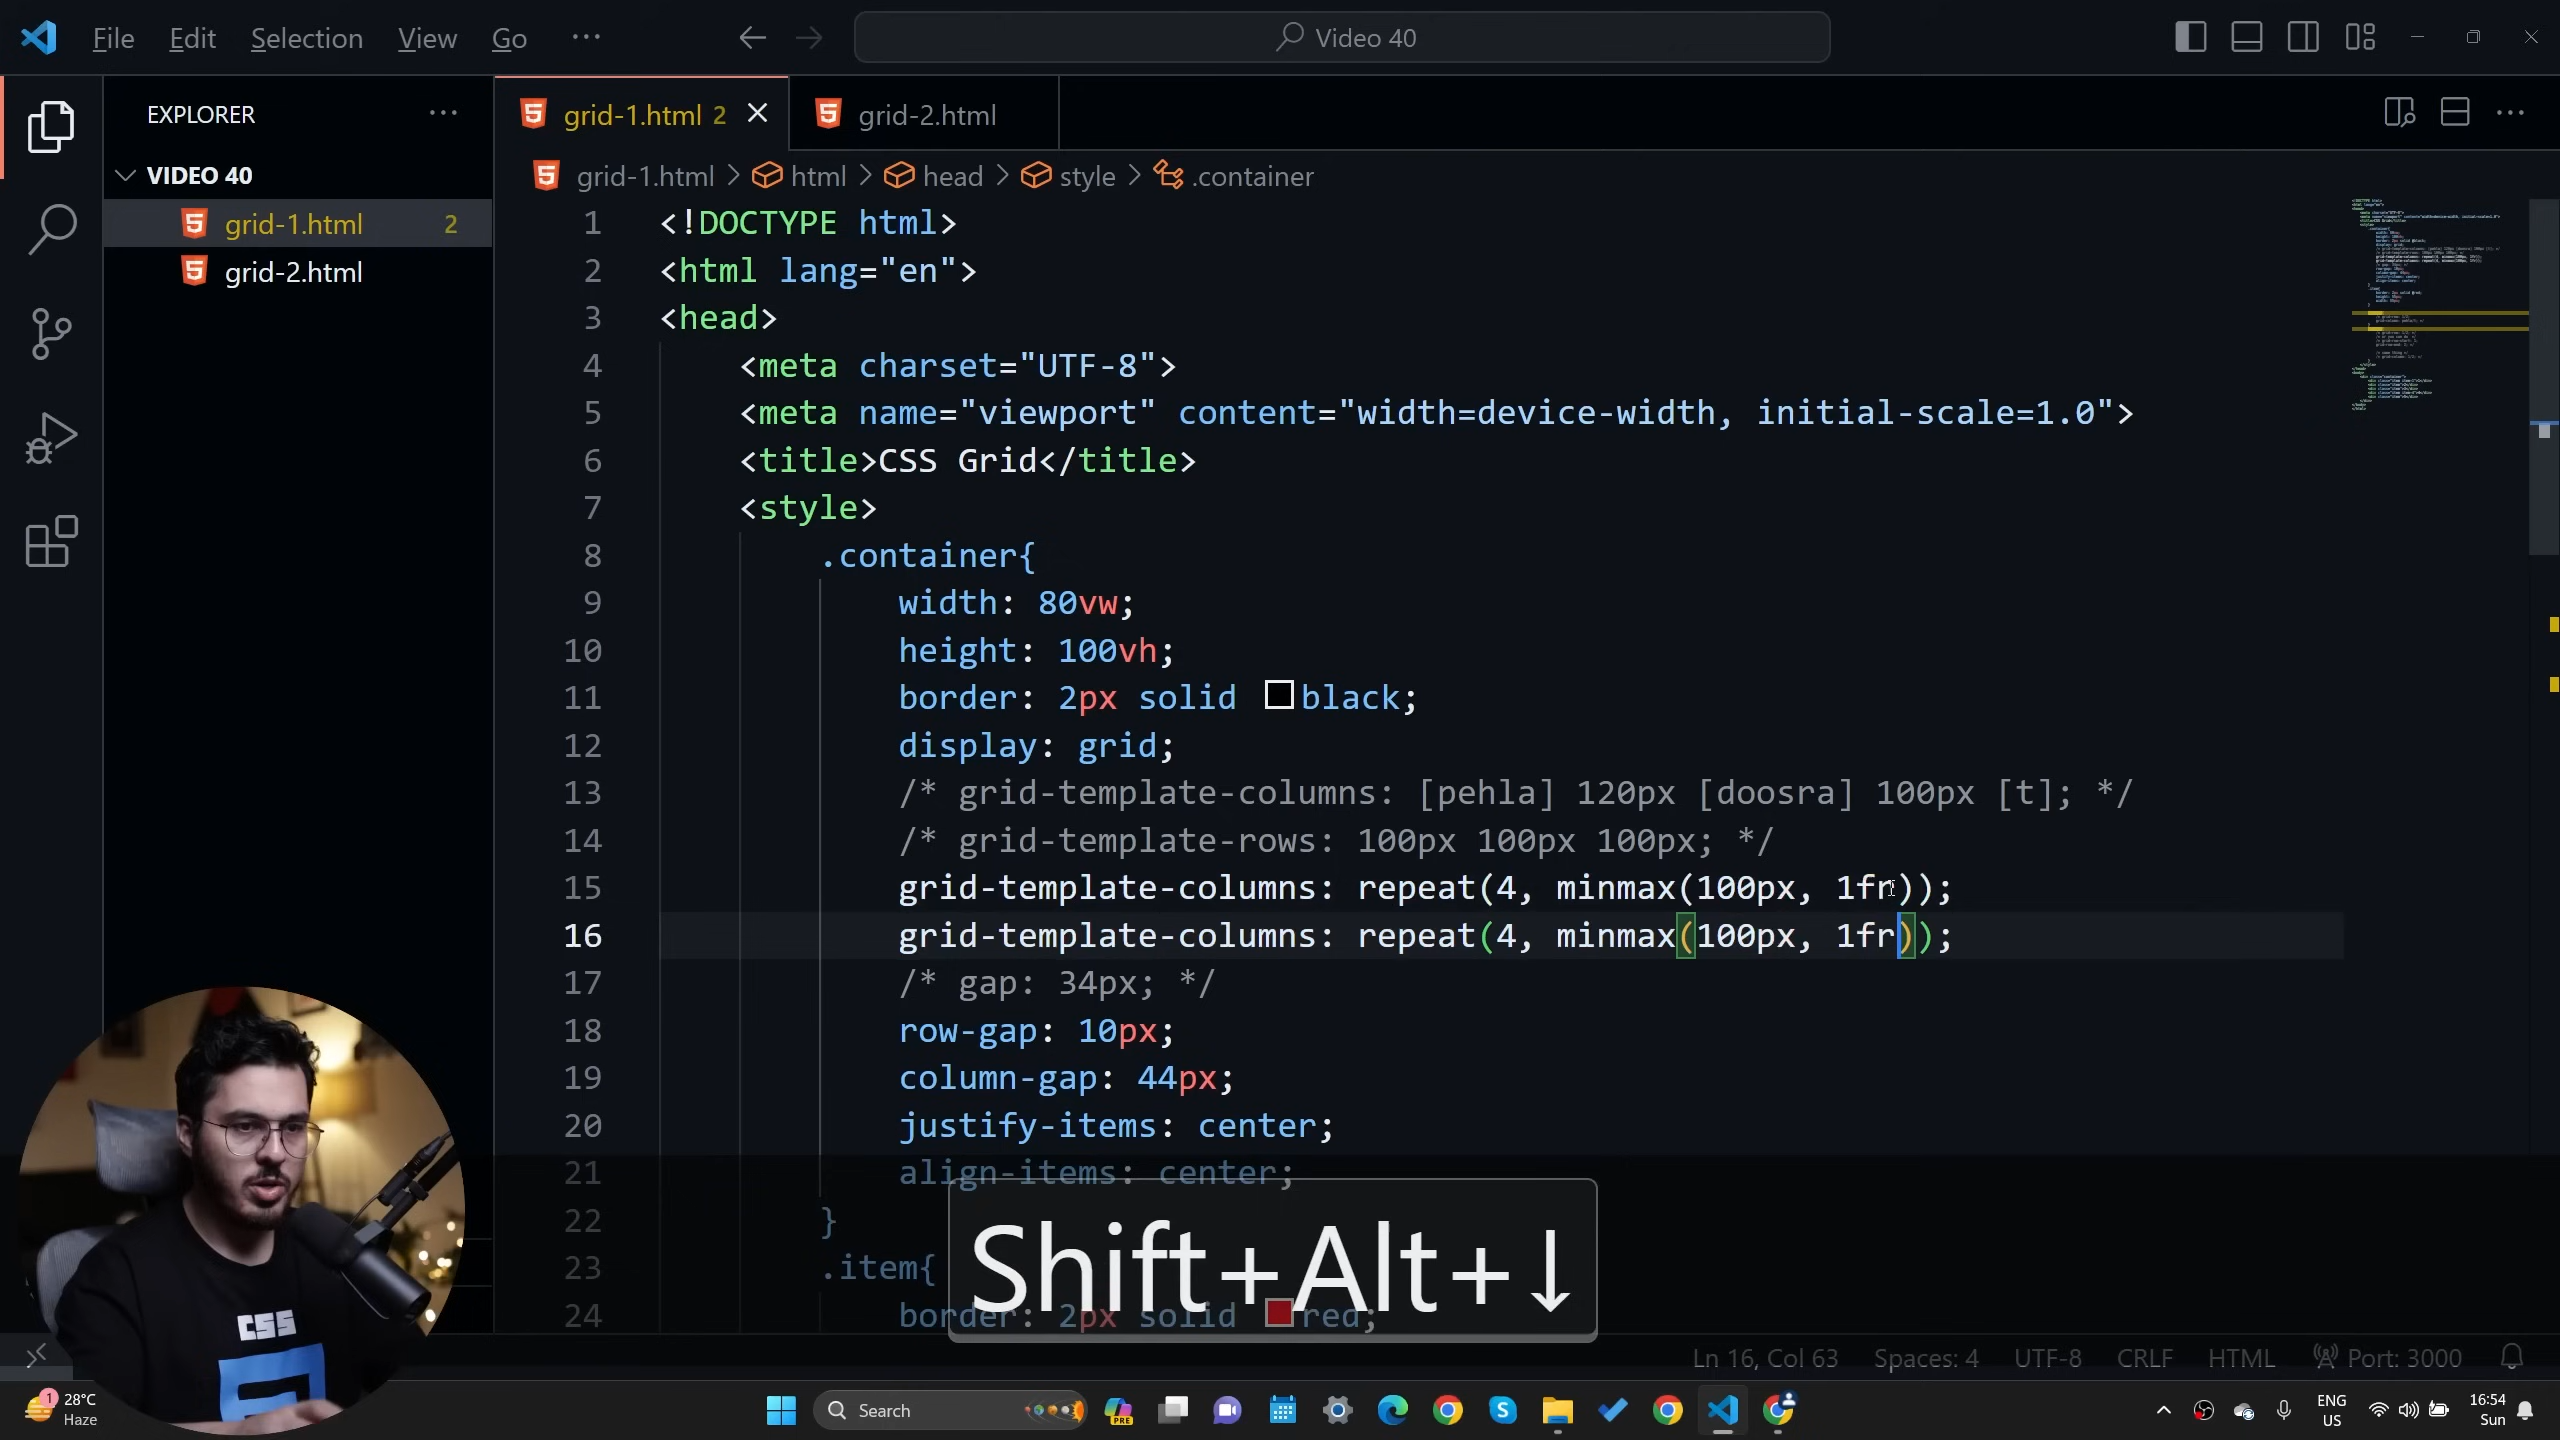 File Edit Selection View Go ···
Video 40
EXPLORER ···
VIDEO 40
grid-1.html 2
grid-2.html
grid-1.html 2
grid-2.html
grid-1.html > html > head > style > .container
1 <!DOCTYPE html>
2 <html lang="en">
3 <head>
4 <meta charset="UTF-8">
5 <meta name="viewport" content="width=device-width, initial-scale=1.0">
6 <title>CSS Grid</title>
7 <style>
8 .container{
9 width: 80vw;
10 height: 100vh;
11 border: 2px solid black;
12 display: grid;
13 /* grid-template-columns: [pehla] 120px [doosra] 100px [t]; */
14 /* grid-template-rows: 100px 100px 100px; */
15 grid-template-columns: repeat(4, minmax(100px, 1fr));
16 grid-template-columns: repeat(4, minmax(100px, 1fr));
17 /* gap: 34px; */
18 row-gap: 10px;
19 column-gap: 44px;
20 justify-items: center;
21 align-items: center;
22 }
23 .item{
24 border: 2px solid red;
Shift+Alt+↓
CSS
Ln 16, Col 63 Spaces: 4 UTF-8 CRLF HTML Port: 3000
1
28°C
Haze
Search
PRE
ENG
US
16:54
Sun